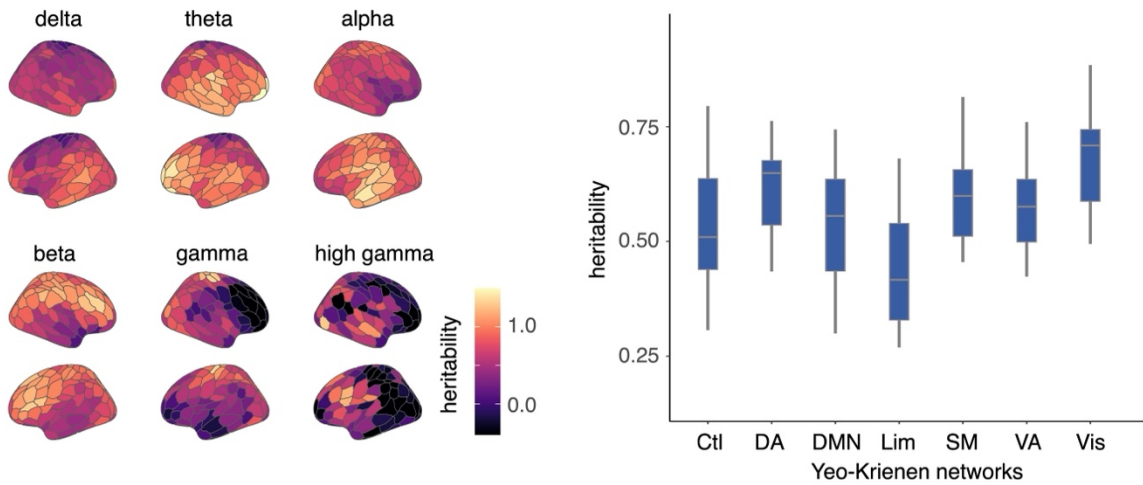 delta theta alpha
beta gamma high gamma
heritability
1.0
0.0
heritability
0.75
0.50
0.25
Ctl DA DMN Lim SM VA Vis
Yeo-Krienen networks